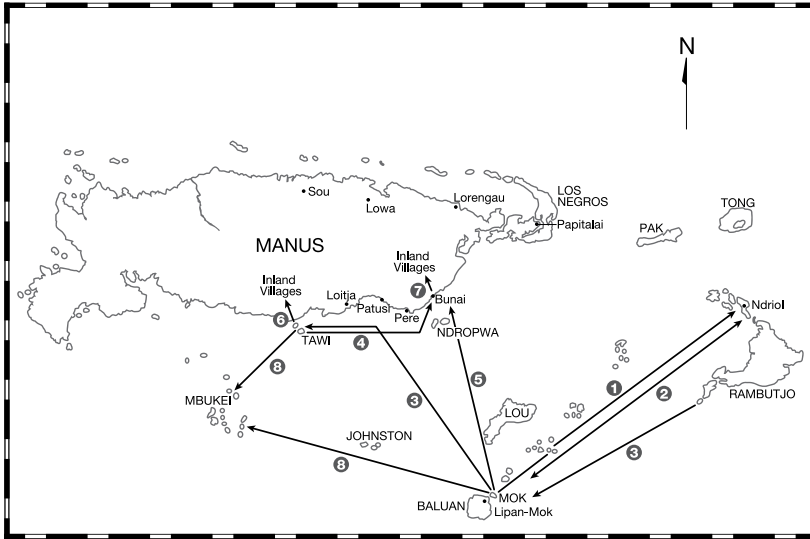 N
LOS
NEGROS
Sou
Lowa
Lorengau
Papitalai
PAK
TONG
MANUS
Inland
Villages
Inland
Villages
7
Loitja
Patusi
Pere
Bunai
Ndriol
6
TAWI
4
NDROPWA
8
5
1
2
MBUKEI
3
LOU
RAMBUTJO
JOHNSTON
3
8
MOK
BALUAN
Lipan-Mok